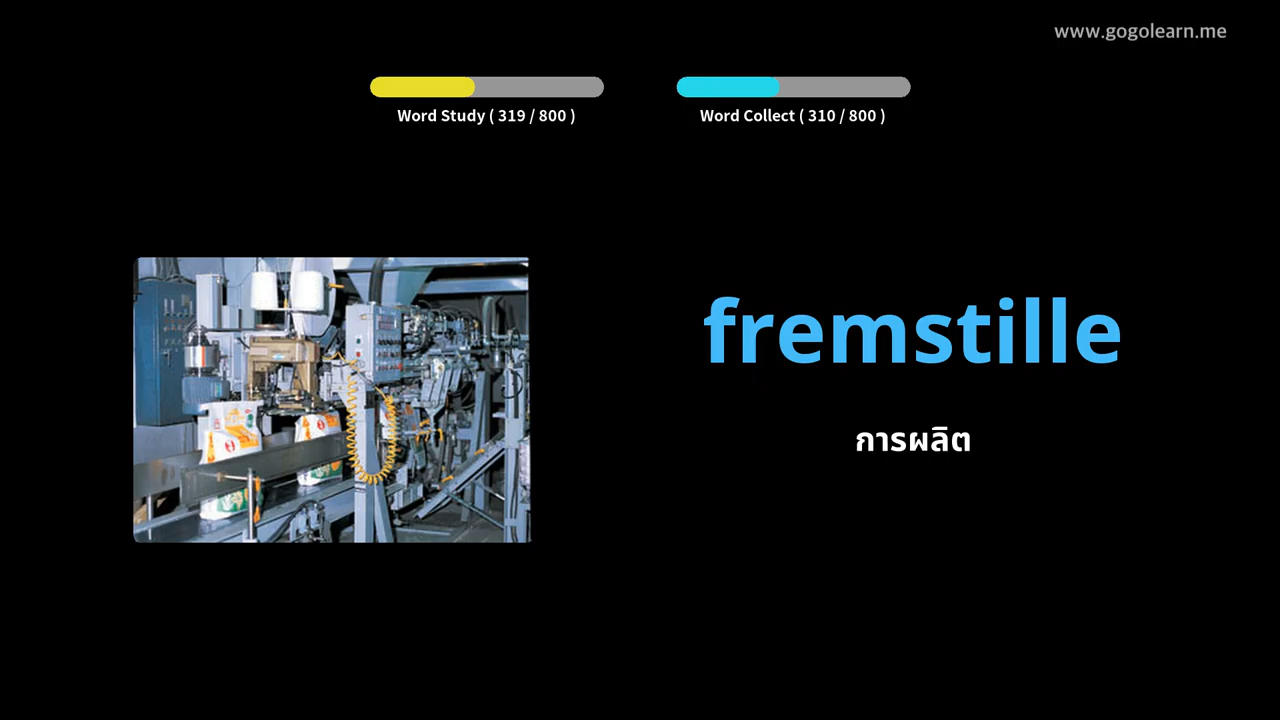 www.gogolearn.me
Word Study ( 319 / 800 )
Word Collect ( 310 / 800 )
fremstille
การผลิต